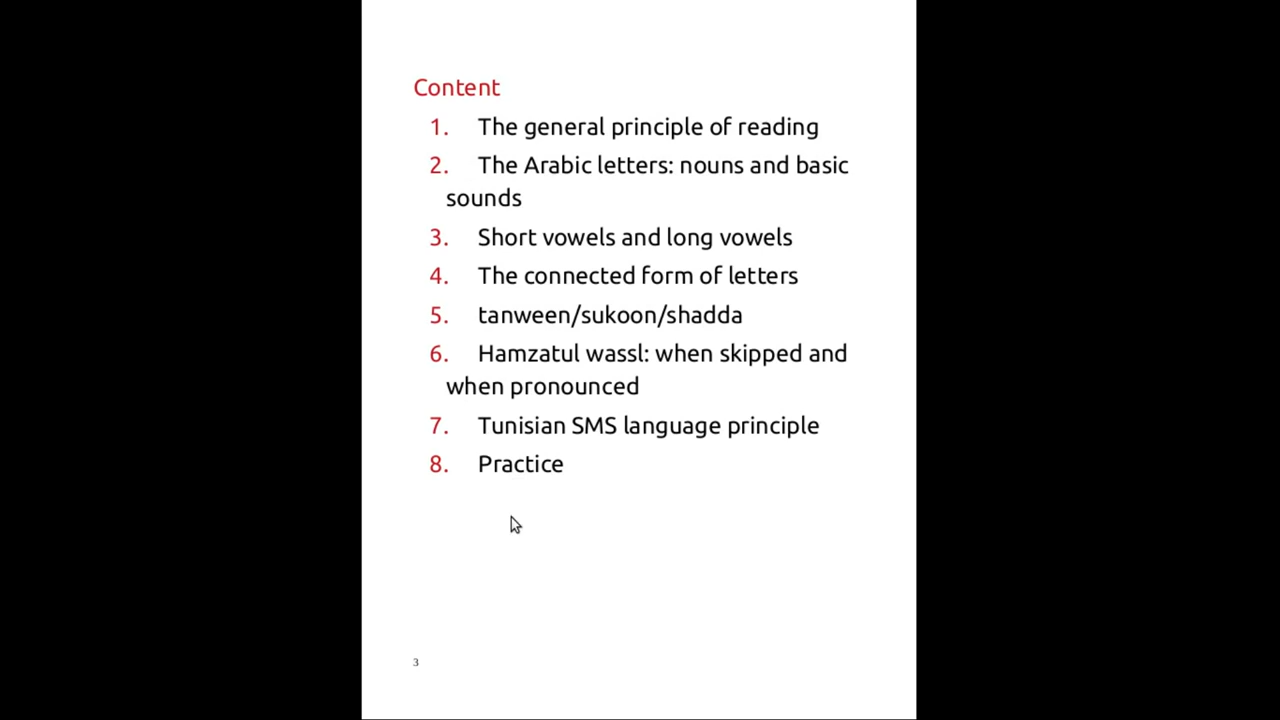 Content
1. The general principle of reading
2. The Arabic letters: nouns and basic
sounds
3. Short vowels and long vowels
4. The connected form of letters
5. tanween/sukoon/shadda
6. Hamzatul wassl: when skipped and
when pronounced
7. Tunisian SMS language principle
8. Practice
3